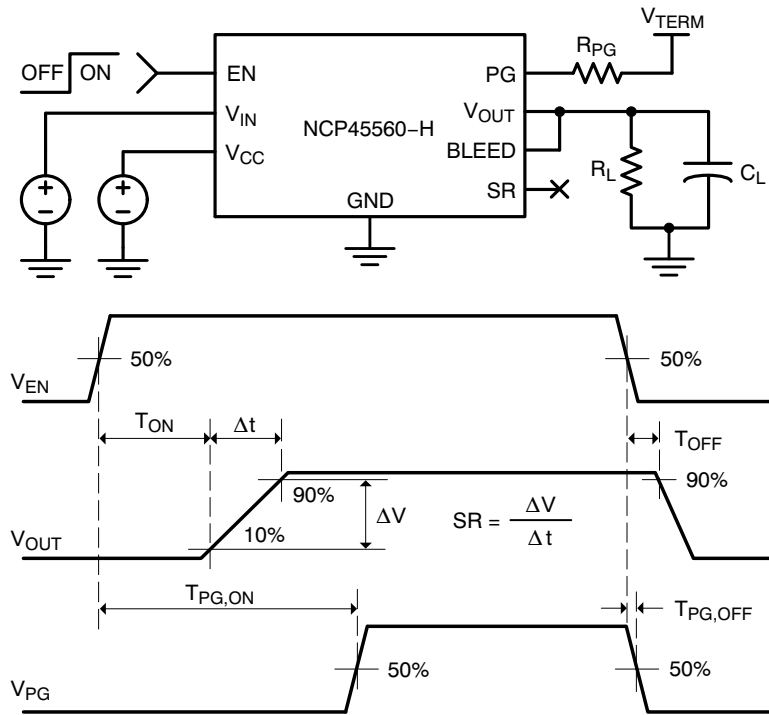 V_TERM
R_PG
OFF ON
EN
PG
V_IN
V_OUT
NCP45560−H
V_CC
BLEED
R_L
C_L
SR
GND
+
−
+
−
50%
50%
V_EN
T_ON
Δt
T_OFF
90%
90%
ΔV
SR = ΔV / Δt
10%
V_OUT
T_PG,ON
T_PG,OFF
50%
50%
V_PG